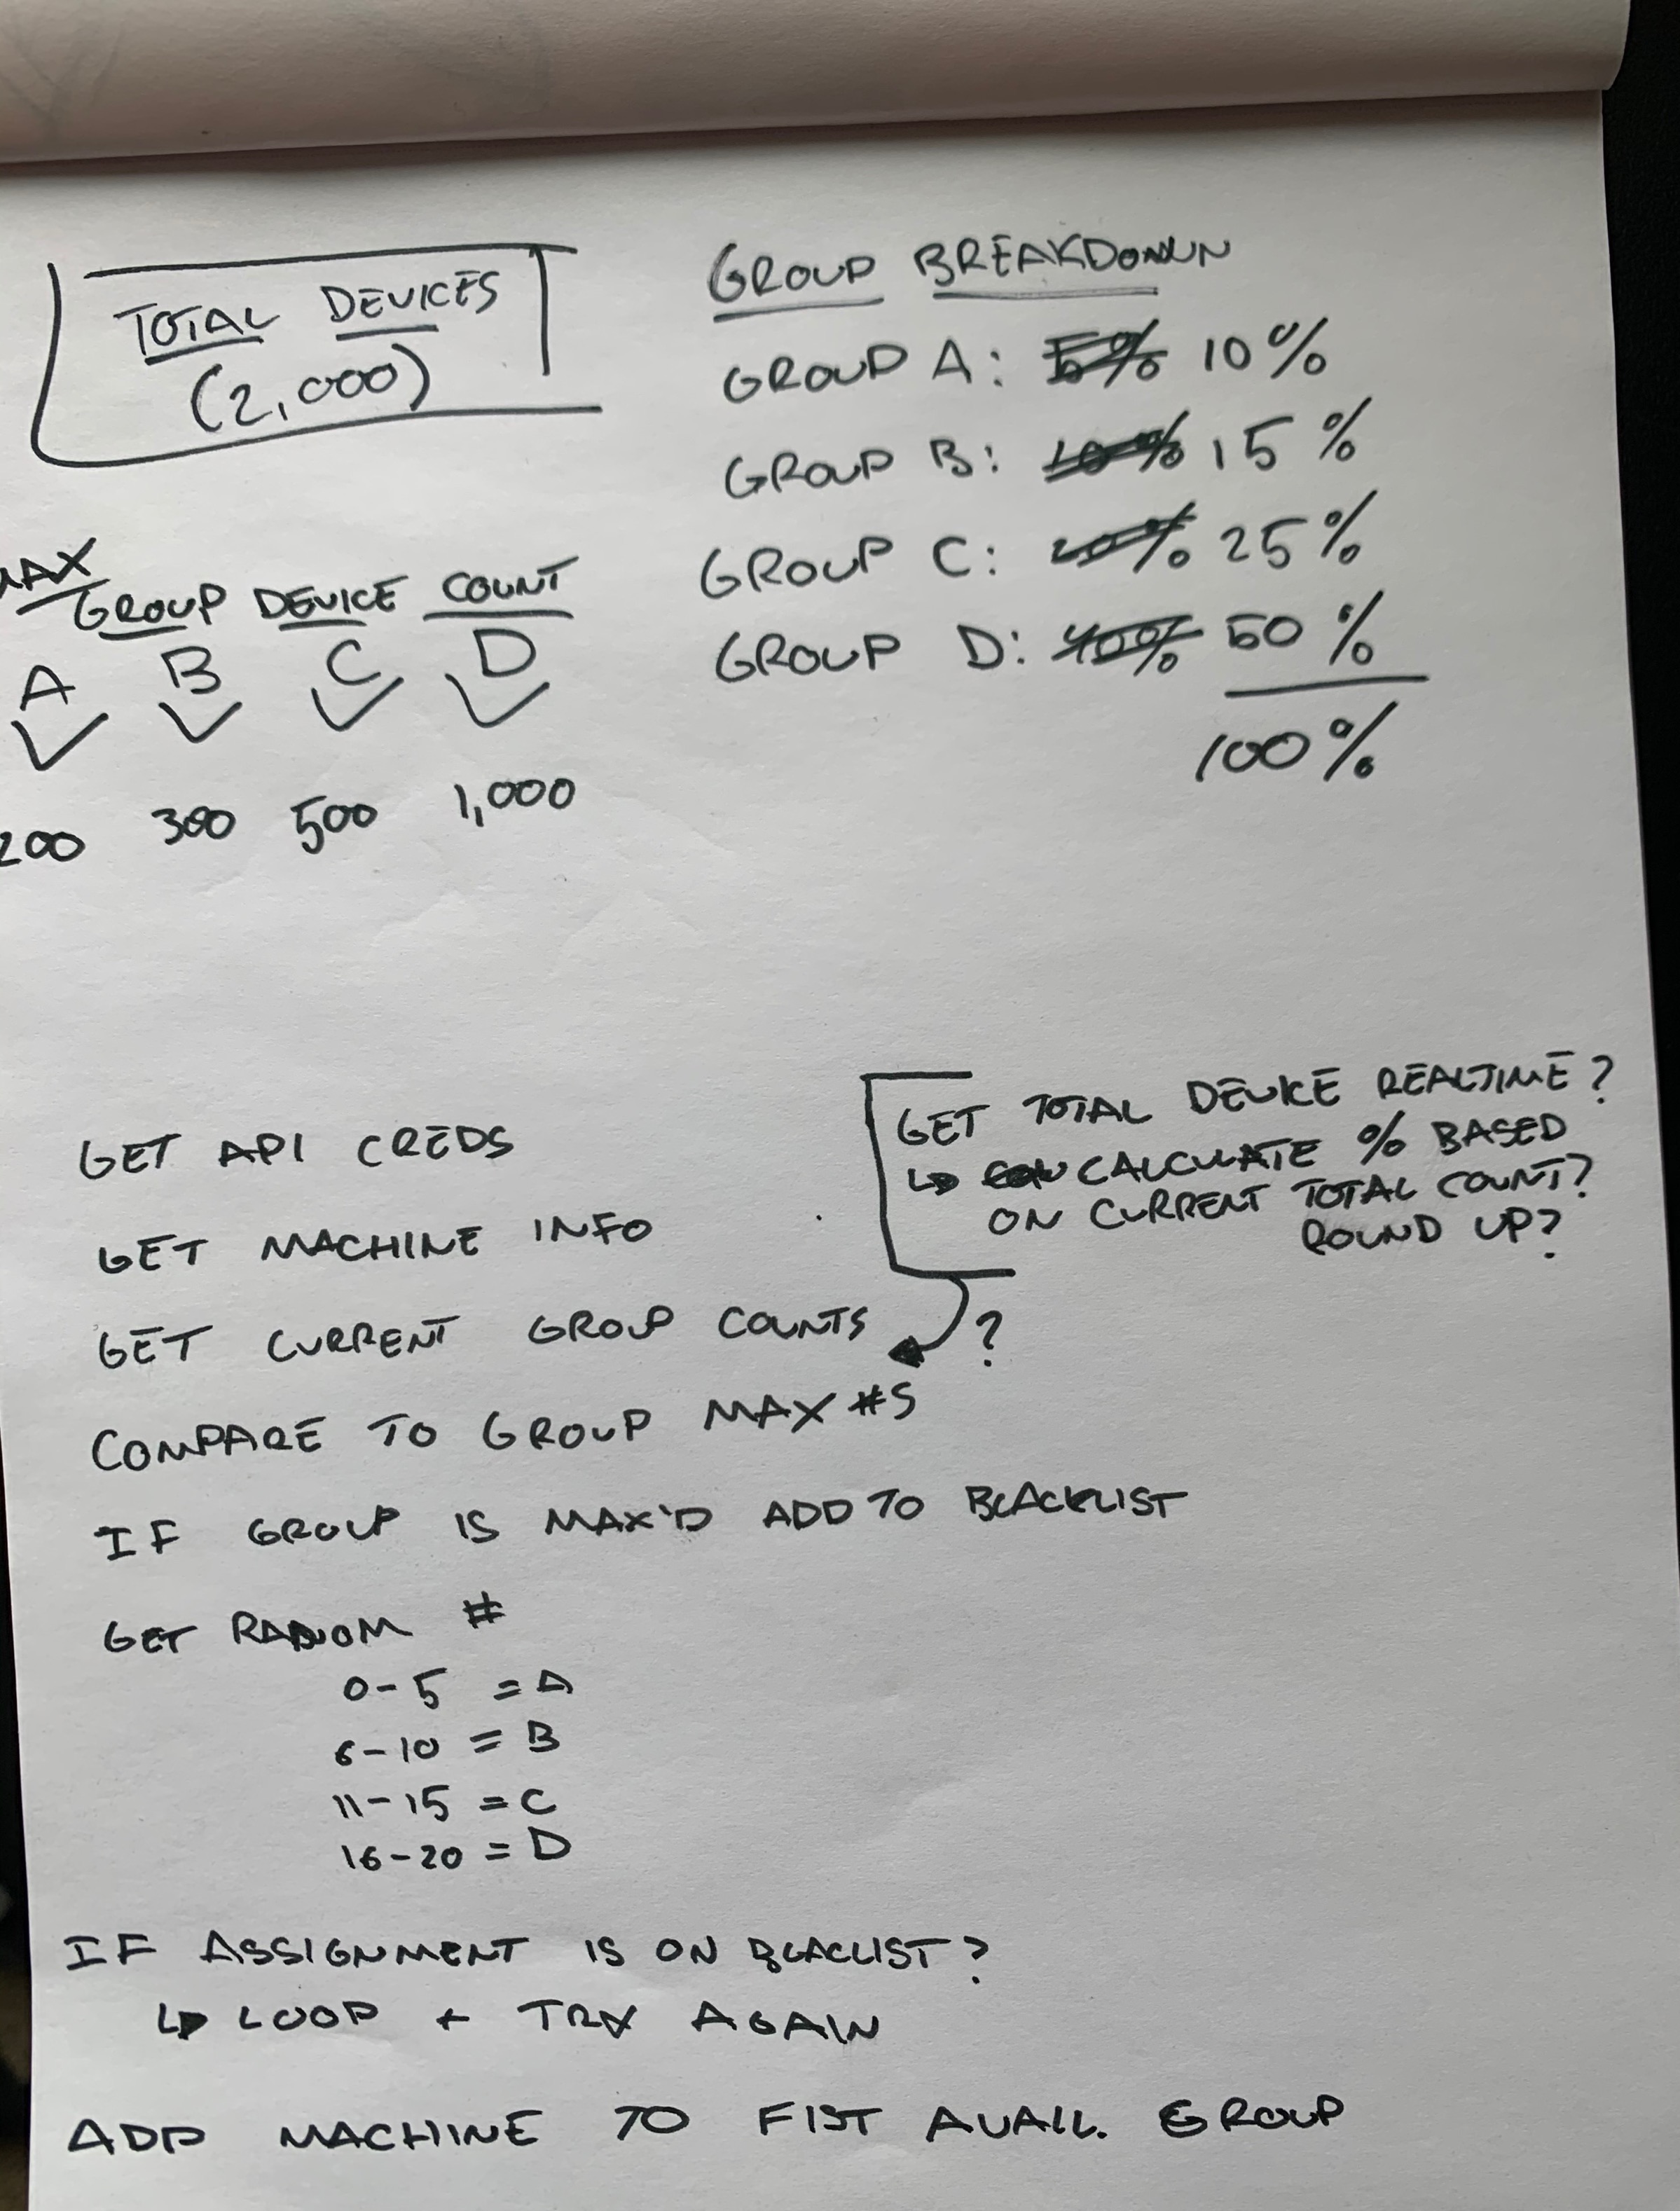 TOTAL DEVICES
(2,000)
GROUP BREAKDOWN
GROUP A: 5% 10%
GROUP B: 10% 15%
GROUP C: 20% 25%
GROUP D: 40% 50%
100%
MAX
GROUP DEVICE COUNT
A B C D
200 300 500 1,000
GET TOTAL DEVICE REALTIME?
↳ CALCULATE % BASED
ON CURRENT TOTAL COUNT?
ROUND UP?
GET API CREDS
GET MACHINE INFO
GET CURRENT GROUP COUNTS
?
COMPARE TO GROUP MAX #S
IF GROUP IS MAX'D ADD TO BLACKLIST
GET RADNOM #
0-5 = A
6-10 = B
11-15 = C
16-20 = D
IF ASSIGNMENT IS ON BLACLIST?
↳ LOOP + TRY AGAIN
ADD MACHINE TO FIST AVAIL. GROUP